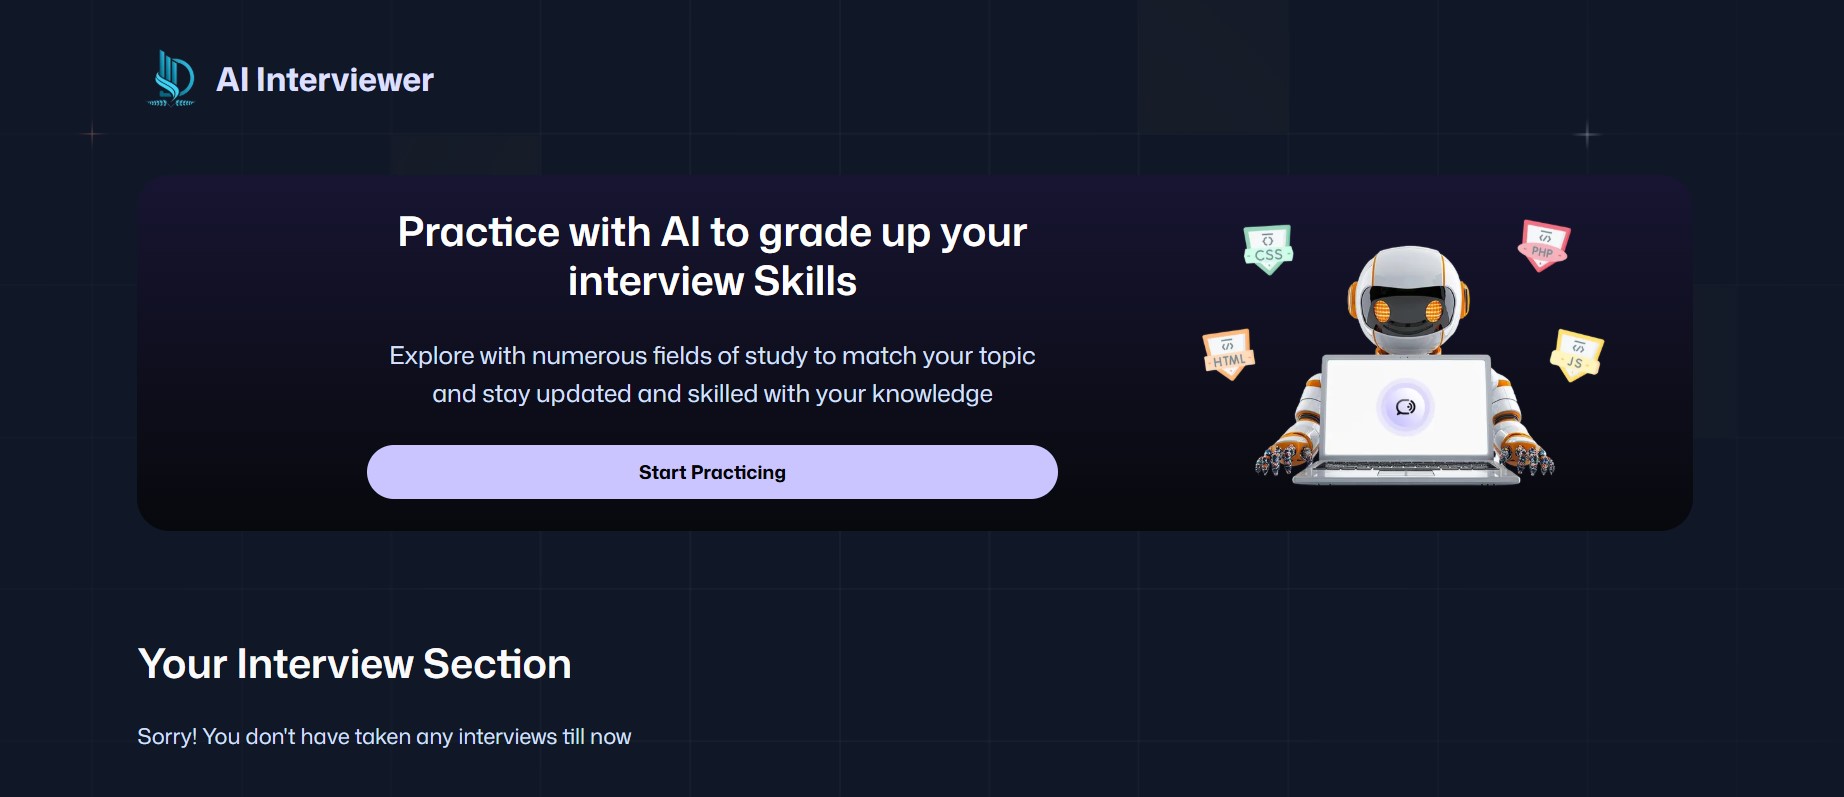 AI Interviewer
Practice with AI to grade up your
interview Skills
Explore with numerous fields of study to match your topic
and stay updated and skilled with your knowledge
Start Practicing
CSS
PHP
HTML
JS
Your Interview Section
Sorry! You don't have taken any interviews till now